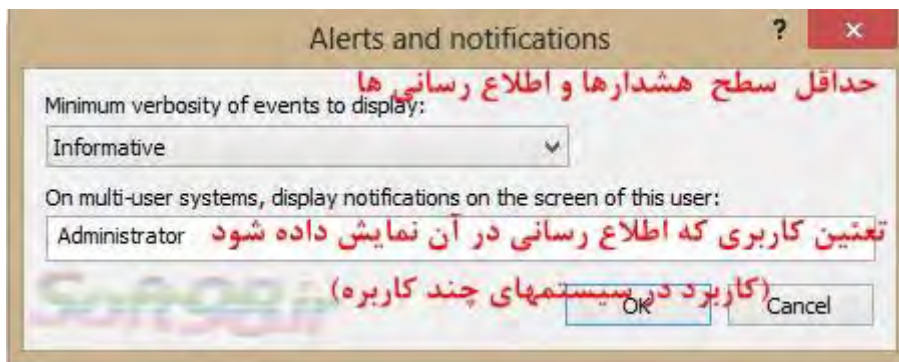 Alerts and notifications
? ×
حداقل سطح هشدارها و اطلاع رسانی ها
Minimum verbosity of events to display:
Informative
On multi-user systems, display notifications on the screen of this user:
Administrator
تعئین کاربری که اطلاع رسانی در آن نمایش داده شود
(کاربرد در سیستمهای چند کاربره)
OK
Cancel
Soft98.ir